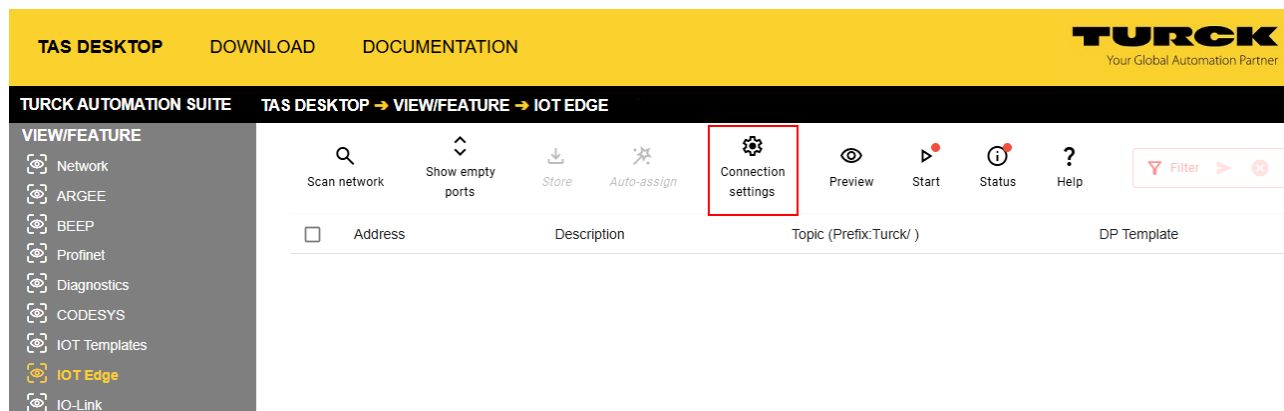 TAS DESKTOP DOWNLOAD DOCUMENTATION
TURCK
Your Global Automation Partner
TURCK AUTOMATION SUITE TAS DESKTOP ➔ VIEW/FEATURE ➔ IOT EDGE
VIEW/FEATURE
Network
ARGEE
BEEP
Profinet
Diagnostics
CODESYS
IOT Templates
IOT Edge
IO-Link
Scan network
Show empty
ports
Store
Auto-assign
Connection
settings
Preview
Start
Status
Help
Filter
Address Description Topic (Prefix:Turck/ ) DP Template